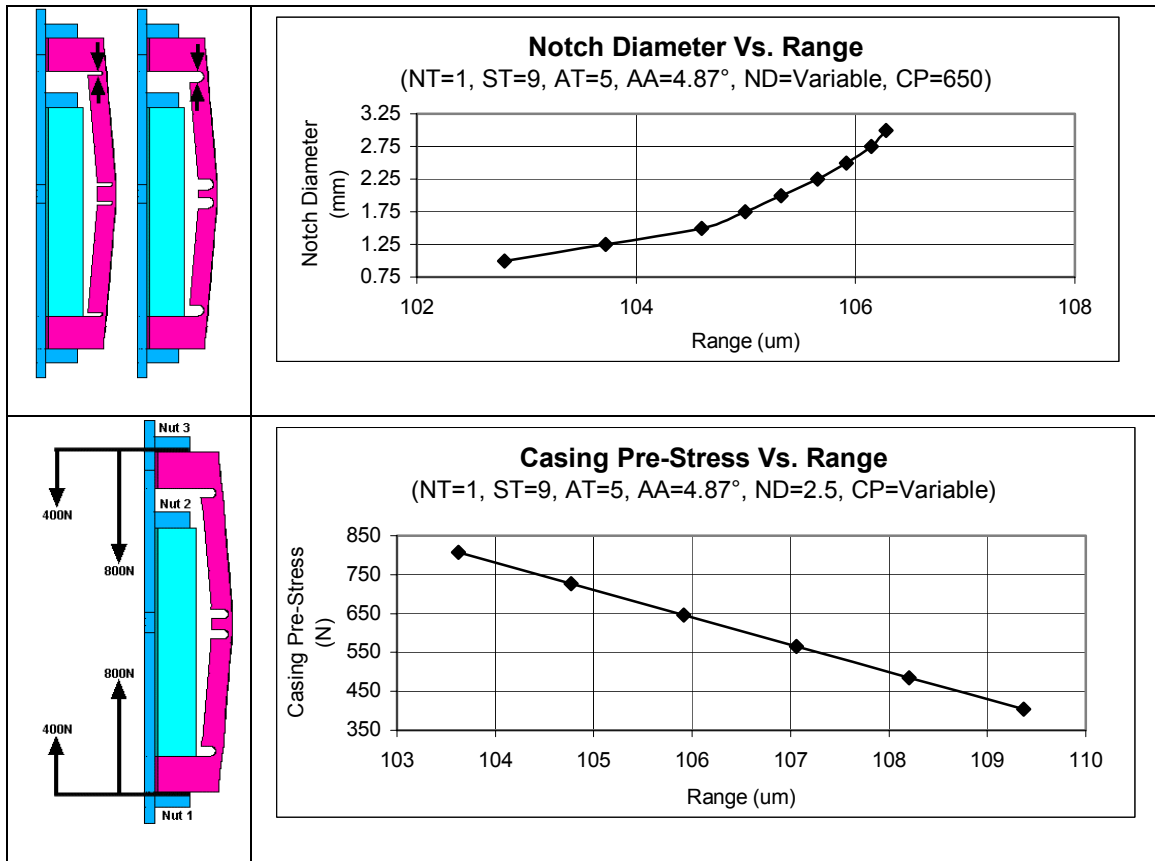 Notch Diameter Vs. Range
(NT=1, ST=9, AT=5, AA=4.87°, ND=Variable, CP=650)
Notch Diameter
(mm)
3.25
2.75
2.25
1.75
1.25
0.75
102
104
106
108
Range (um)
Nut 3
400N
Nut 2
800N
800N
400N
Nut 1
Casing Pre-Stress Vs. Range
(NT=1, ST=9, AT=5, AA=4.87°, ND=2.5, CP=Variable)
Casing Pre-Stress
(N)
850
750
650
550
450
350
103
104
105
106
107
108
109
110
Range (um)